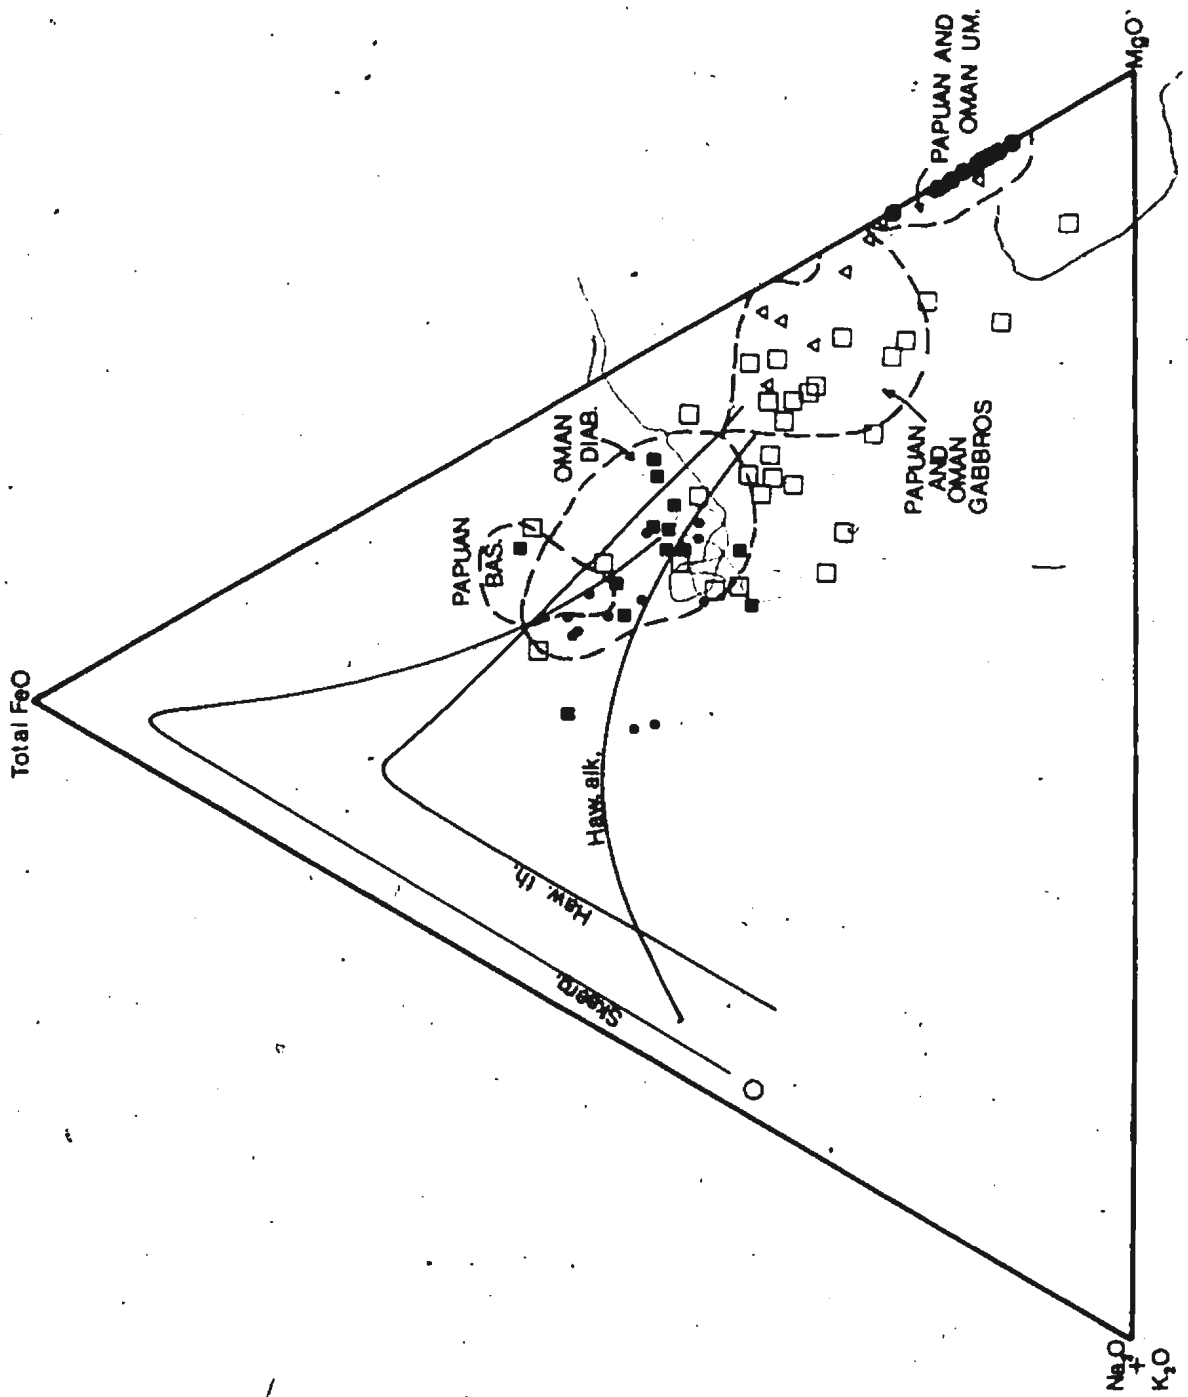 Total FeO
PAPUAN AND
OMAN UM.
MgO
OMAN
DIAB.
PAPUAN
BAS.
PAPUAN
AND
OMAN
GABBROS
Haw. alk.
Haw. th.
Skaerg.
Na₂O
+
K₂O